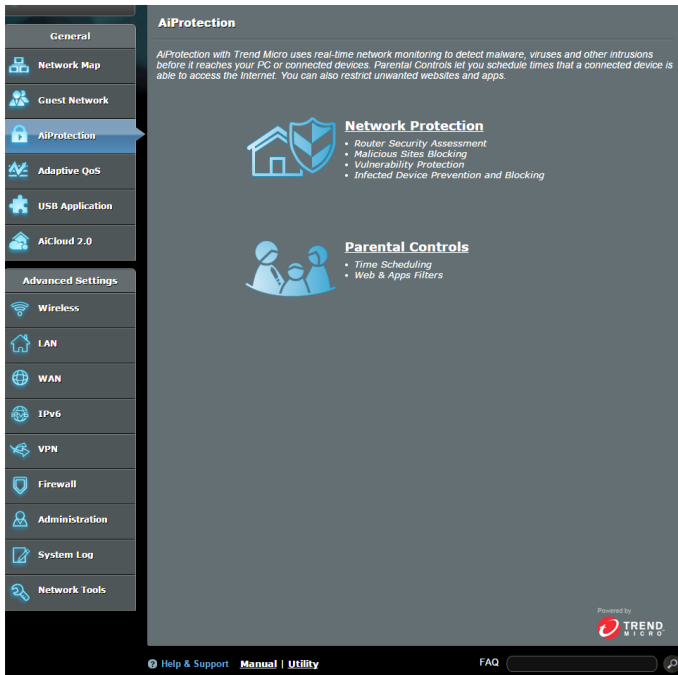 General
Network Map
Guest Network
AiProtection
Adaptive QoS
USB Application
AiCloud 2.0
Advanced Settings
Wireless
LAN
WAN
IPv6
VPN
Firewall
Administration
System Log
Network Tools
AiProtection
AiProtection with Trend Micro uses real-time network monitoring to detect malware, viruses and other intrusions
before it reaches your PC or connected devices. Parental Controls let you schedule times that a connected device is
able to access the Internet. You can also restrict unwanted websites and apps.
Network Protection
• Router Security Assessment
• Malicious Sites Blocking
• Vulnerability Protection
• Infected Device Prevention and Blocking
Parental Controls
• Time Scheduling
• Web & Apps Filters
Powered by
TREND
MICRO
Help & Support Manual | Utility FAQ